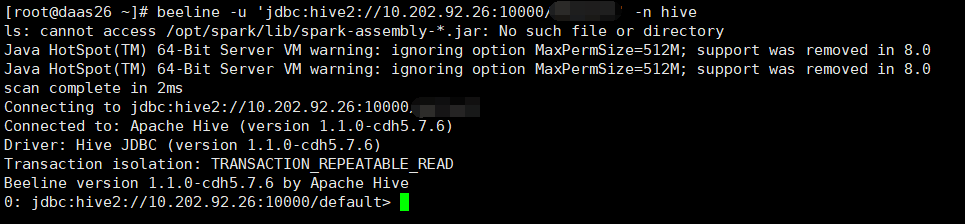 [root@daas26 ~]# beeline -u 'jdbc:hive2://10.202.92.26:10000/ ' -n hive
ls: cannot access /opt/spark/lib/spark-assembly-*.jar: No such file or directory
Java HotSpot(TM) 64-Bit Server VM warning: ignoring option MaxPermSize=512M; support was removed in 8.0
Java HotSpot(TM) 64-Bit Server VM warning: ignoring option MaxPermSize=512M; support was removed in 8.0
scan complete in 2ms
Connecting to jdbc:hive2://10.202.92.26:10000/
Connected to: Apache Hive (version 1.1.0-cdh5.7.6)
Driver: Hive JDBC (version 1.1.0-cdh5.7.6)
Transaction isolation: TRANSACTION_REPEATABLE_READ
Beeline version 1.1.0-cdh5.7.6 by Apache Hive
0: jdbc:hive2://10.202.92.26:10000/default>